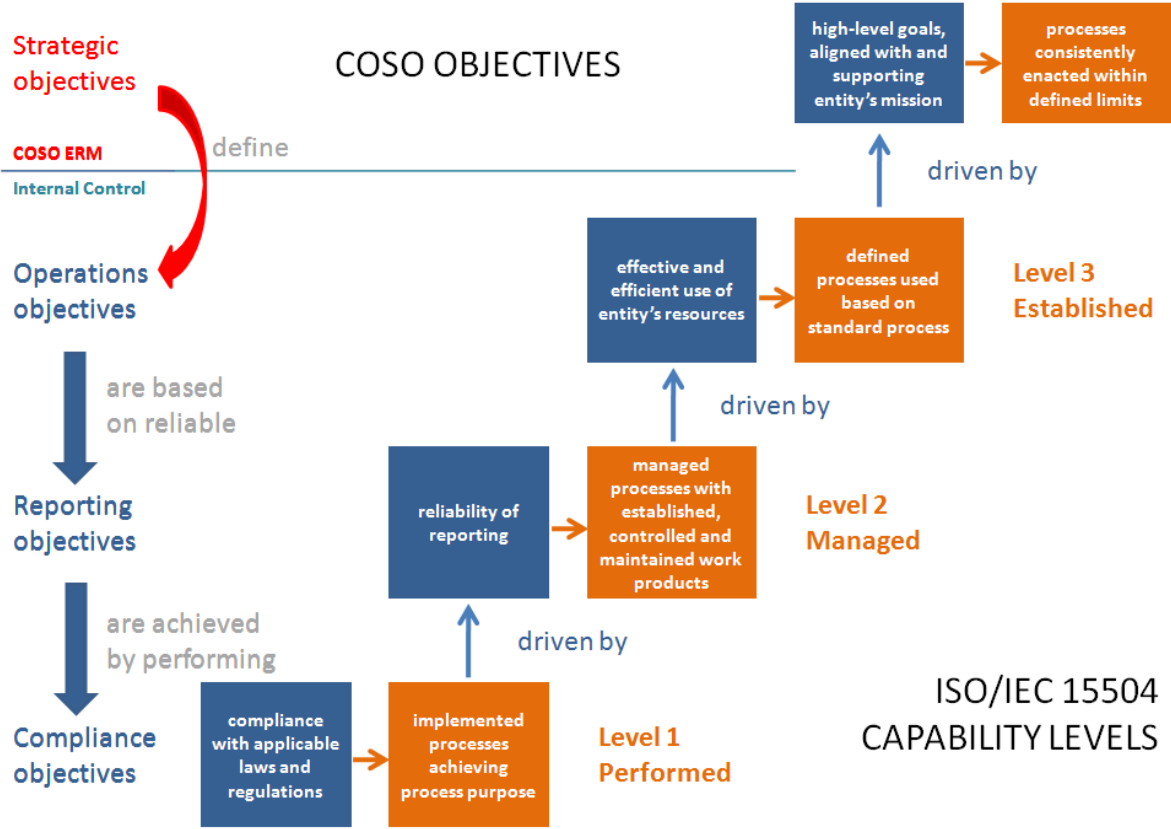 Strategic
objectives
COSO OBJECTIVES
high-level goals,
aligned with and
supporting
entity's mission
processes
consistently
enacted within
defined limits
COSO ERM
define
Internal Control
driven by
Operations
objectives
effective and
efficient use of
entity's resources
defined
processes used
based on
standard process
Level 3
Established
are based
on reliable
driven by
Reporting
objectives
reliability of
reporting
managed
processes with
established,
controlled and
maintained work
products
Level 2
Managed
are achieved
by performing
driven by
Compliance
objectives
compliance
with applicable
laws and
regulations
implemented
processes
achieving
process purpose
Level 1
Performed
ISO/IEC 15504
CAPABILITY LEVELS